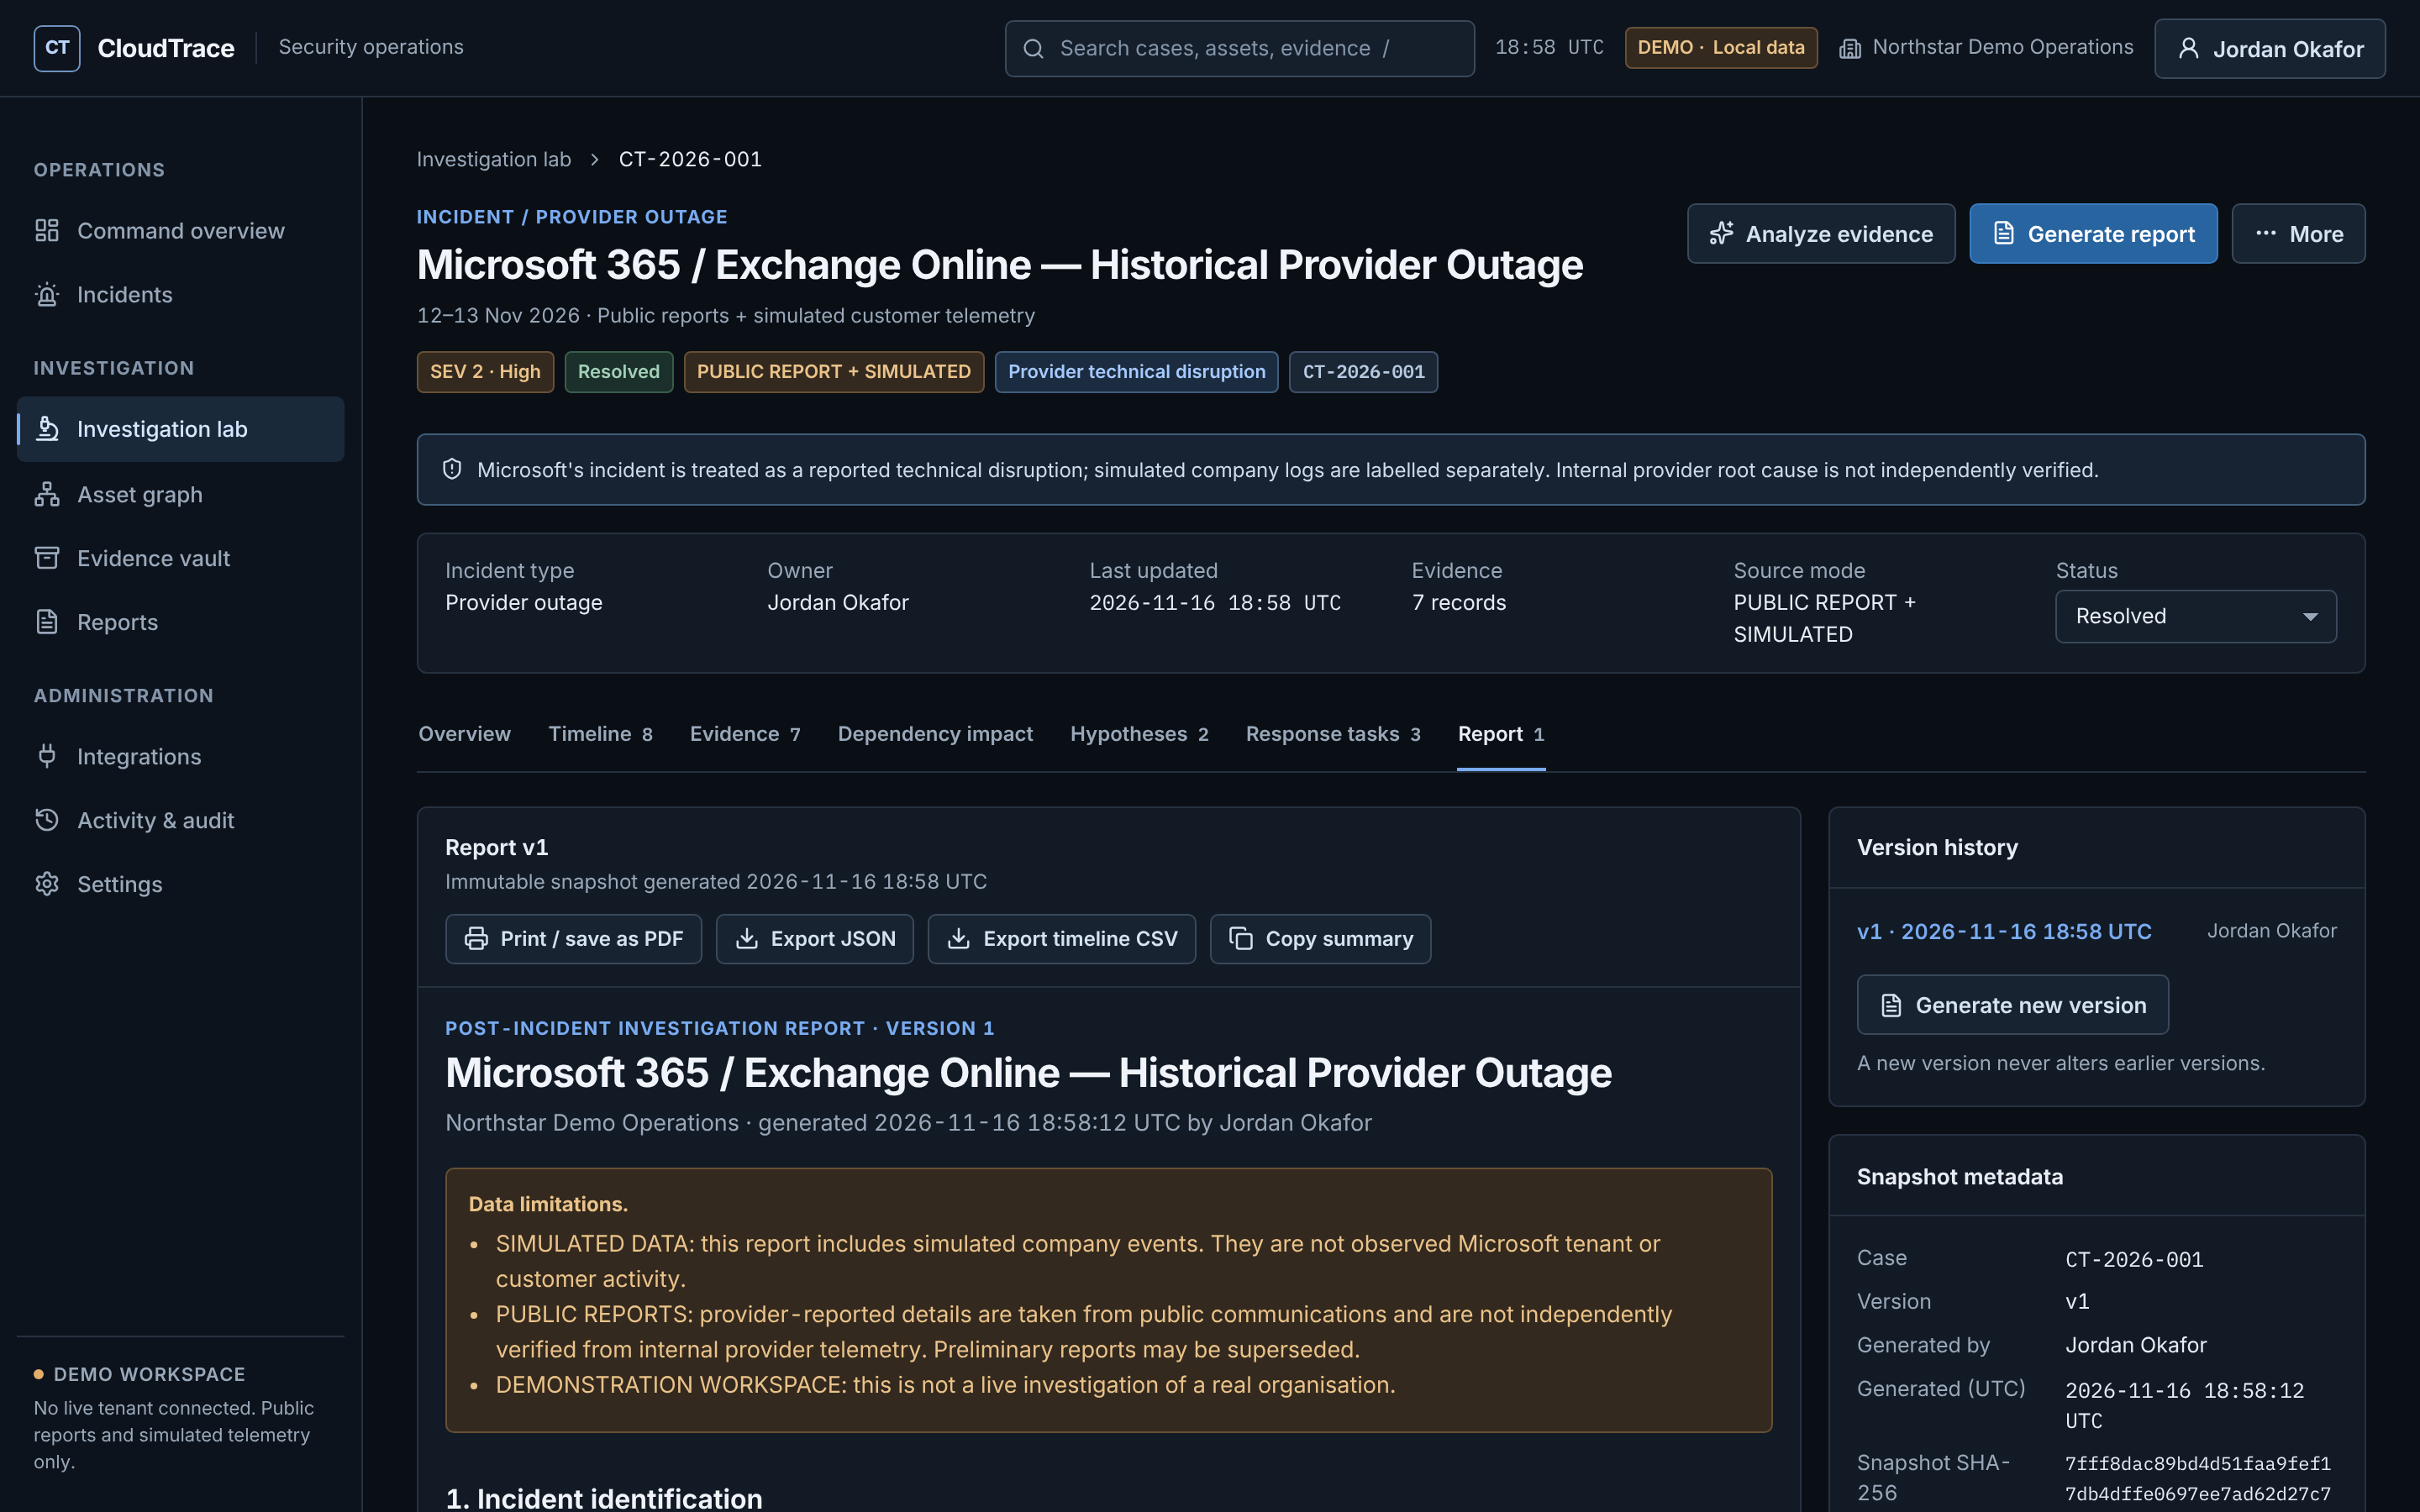 CT CloudTrace Security operations
Search cases, assets, evidence /
18:58 UTC
DEMO · Local data
Northstar Demo Operations
Jordan Okafor
OPERATIONS
Command overview
Incidents
INVESTIGATION
Investigation lab
Asset graph
Evidence vault
Reports
ADMINISTRATION
Integrations
Activity & audit
Settings
DEMO WORKSPACE
No live tenant connected. Public
reports and simulated telemetry
only.
Investigation lab > CT-2026-001
INCIDENT / PROVIDER OUTAGE
Microsoft 365 / Exchange Online — Historical Provider Outage
12–13 Nov 2026 · Public reports + simulated customer telemetry
Analyze evidence
Generate report
··· More
SEV 2 · High
Resolved
PUBLIC REPORT + SIMULATED
Provider technical disruption
CT-2026-001
Microsoft's incident is treated as a reported technical disruption; simulated company logs are labelled separately. Internal provider root cause is not independently verified.
Incident type
Provider outage
Owner
Jordan Okafor
Last updated
2026-11-16 18:58 UTC
Evidence
7 records
Source mode
PUBLIC REPORT +
SIMULATED
Status
Resolved
Overview
Timeline 8
Evidence 7
Dependency impact
Hypotheses 2
Response tasks 3
Report 1
Report v1
Immutable snapshot generated 2026-11-16 18:58 UTC
Print / save as PDF
Export JSON
Export timeline CSV
Copy summary
POST-INCIDENT INVESTIGATION REPORT · VERSION 1
Microsoft 365 / Exchange Online — Historical Provider Outage
Northstar Demo Operations · generated 2026-11-16 18:58:12 UTC by Jordan Okafor
Data limitations.
• SIMULATED DATA: this report includes simulated company events. They are not observed Microsoft tenant or
customer activity.
• PUBLIC REPORTS: provider-reported details are taken from public communications and are not independently
verified from internal provider telemetry. Preliminary reports may be superseded.
• DEMONSTRATION WORKSPACE: this is not a live investigation of a real organisation.
1. Incident identification
Version history
v1 · 2026-11-16 18:58 UTC
Jordan Okafor
Generate new version
A new version never alters earlier versions.
Snapshot metadata
Case CT-2026-001
Version v1
Generated by Jordan Okafor
Generated (UTC) 2026-11-16 18:58:12
UTC
Snapshot SHA- 7fff8dac89bd4d51faa9fef1
256 7db4dffe0697ee7ad62d27c7